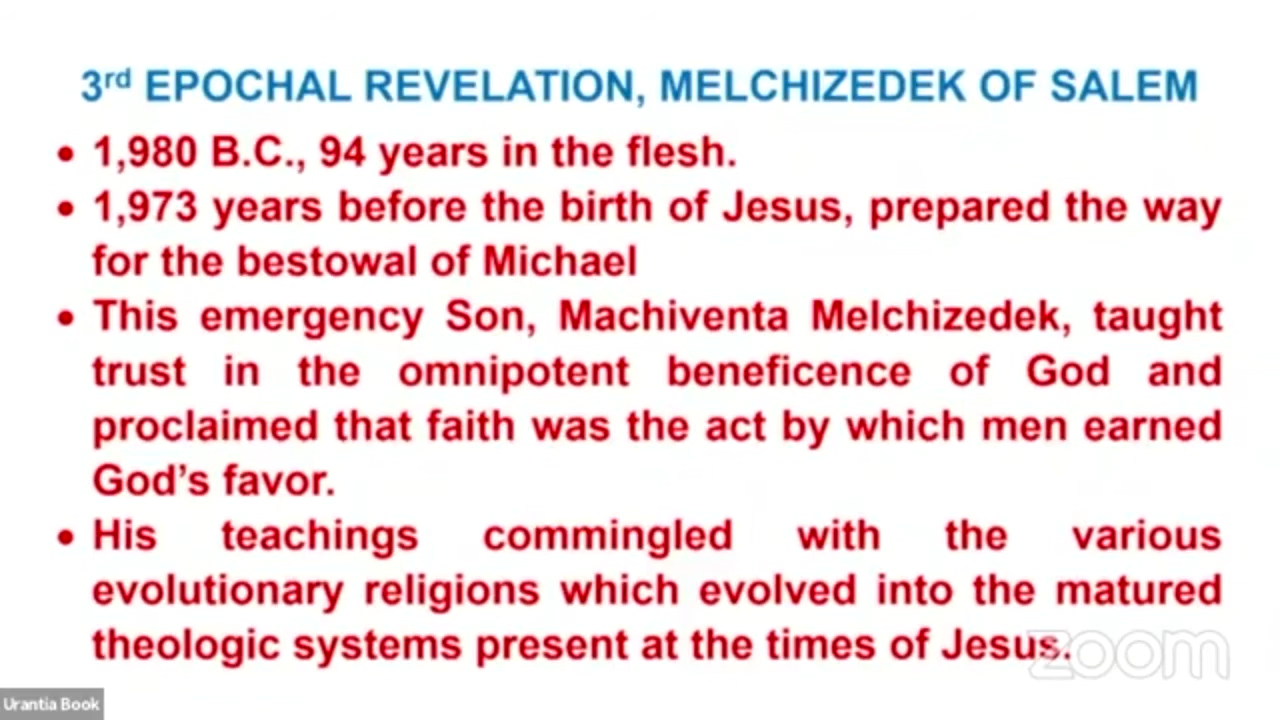 3rd EPOCHAL REVELATION, MELCHIZEDEK OF SALEM
• 1,980 B.C., 94 years in the flesh.
• 1,973 years before the birth of Jesus, prepared the way
for the bestowal of Michael
• This emergency Son, Machiventa Melchizedek, taught
trust in the omnipotent beneficence of God and
proclaimed that faith was the act by which men earned
God's favor.
• His teachings commingled with the various
evolutionary religions which evolved into the matured
theologic systems present at the times of Jesus.
zoom
Urantia Book